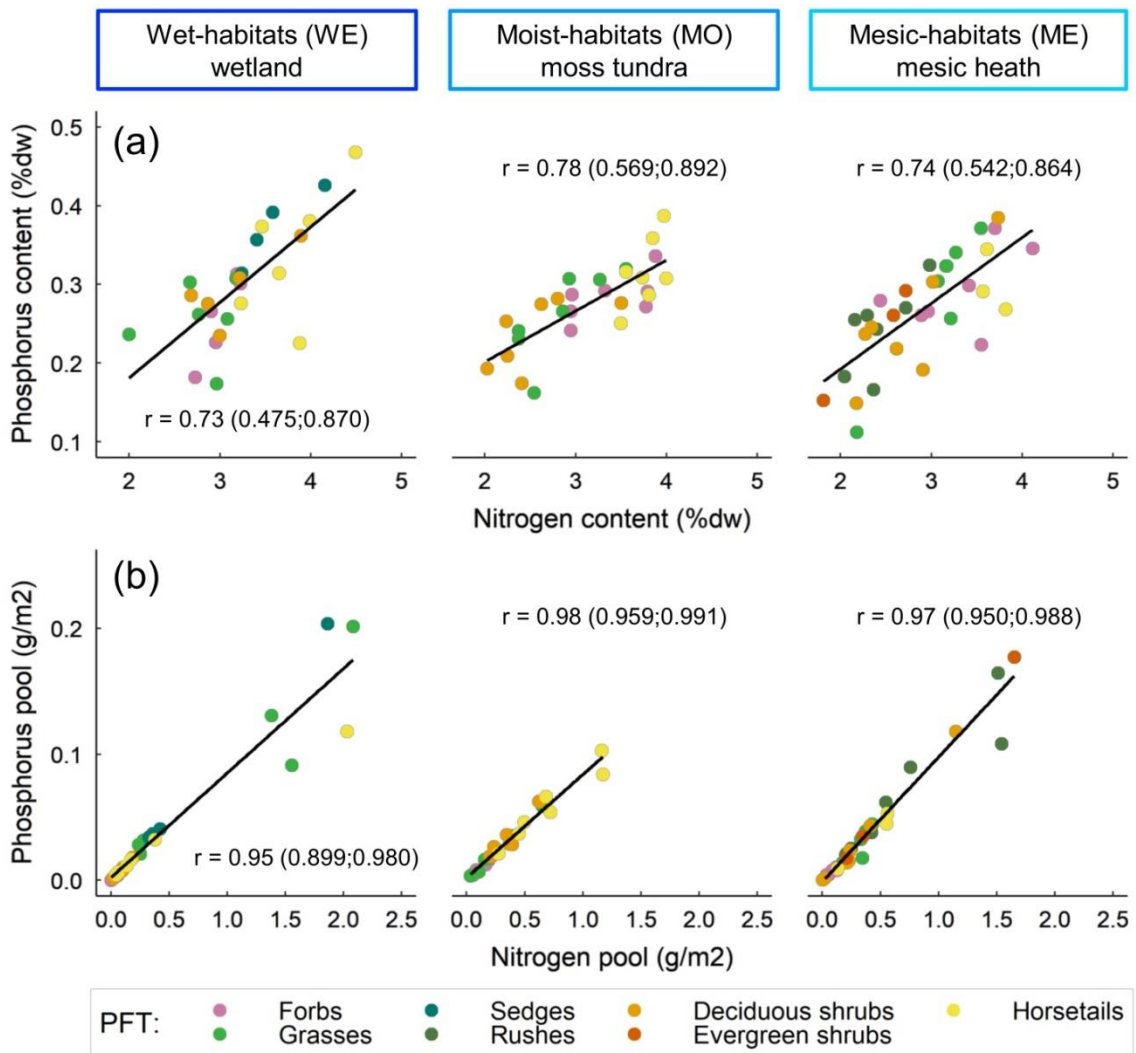 Wet-habitats (WE)
wetland
Moist-habitats (MO)
moss tundra
Mesic-habitats (ME)
mesic heath
(a)
Phosphorus content (%dw)
0.5
0.4
0.3
0.2
0.1
r = 0.73 (0.475;0.870)
r = 0.78 (0.569;0.892)
r = 0.74 (0.542;0.864)
2 3 4 5
2 3 4 5
2 3 4 5
Nitrogen content (%dw)
(b)
Phosphorus pool (g/m2)
0.2
0.1
0.0
r = 0.95 (0.899;0.980)
r = 0.98 (0.959;0.991)
r = 0.97 (0.950;0.988)
0.0 0.5 1.0 1.5 2.0 2.5
0.0 0.5 1.0 1.5 2.0 2.5
0.0 0.5 1.0 1.5 2.0 2.5
Nitrogen pool (g/m2)
PFT:
Forbs
Grasses
Sedges
Rushes
Deciduous shrubs
Evergreen shrubs
Horsetails